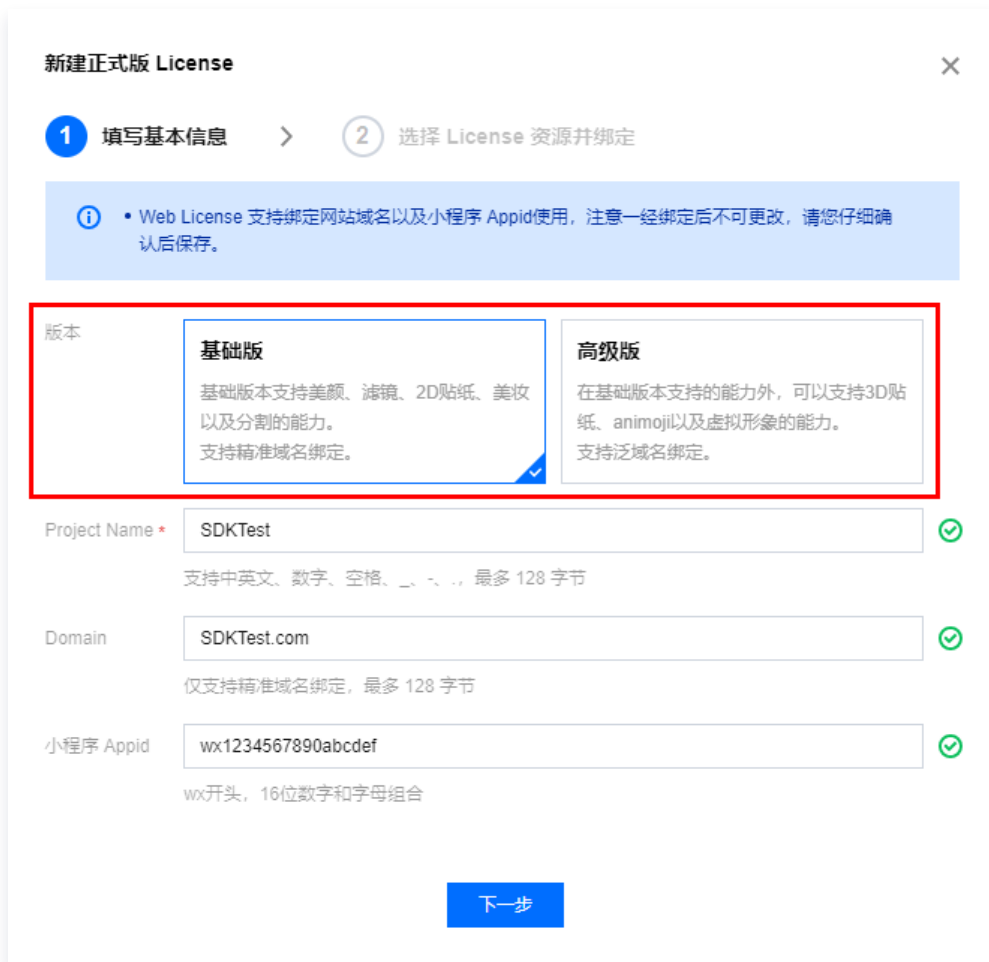 新建正式版 License
1 填写基本信息
2 选择 License 资源并绑定
• Web License 支持绑定网站域名以及小程序 Appid使用，注意一经绑定后不可更改，请您仔细确
认后保存。
版本
基础版
基础版本支持美颜、滤镜、2D贴纸、美妆
以及分割的能力。
支持精准域名绑定。
高级版
在基础版本支持的能力外，可以支持3D贴
纸、animoji以及虚拟形象的能力。
支持泛域名绑定。
Project Name *
SDKTest
支持中英文、数字、空格、_、-、.，最多 128 字节
Domain
SDKTest.com
仅支持精准域名绑定，最多 128 字节
小程序 Appid
wx1234567890abcdef
wx开头，16位数字和字母组合
下一步